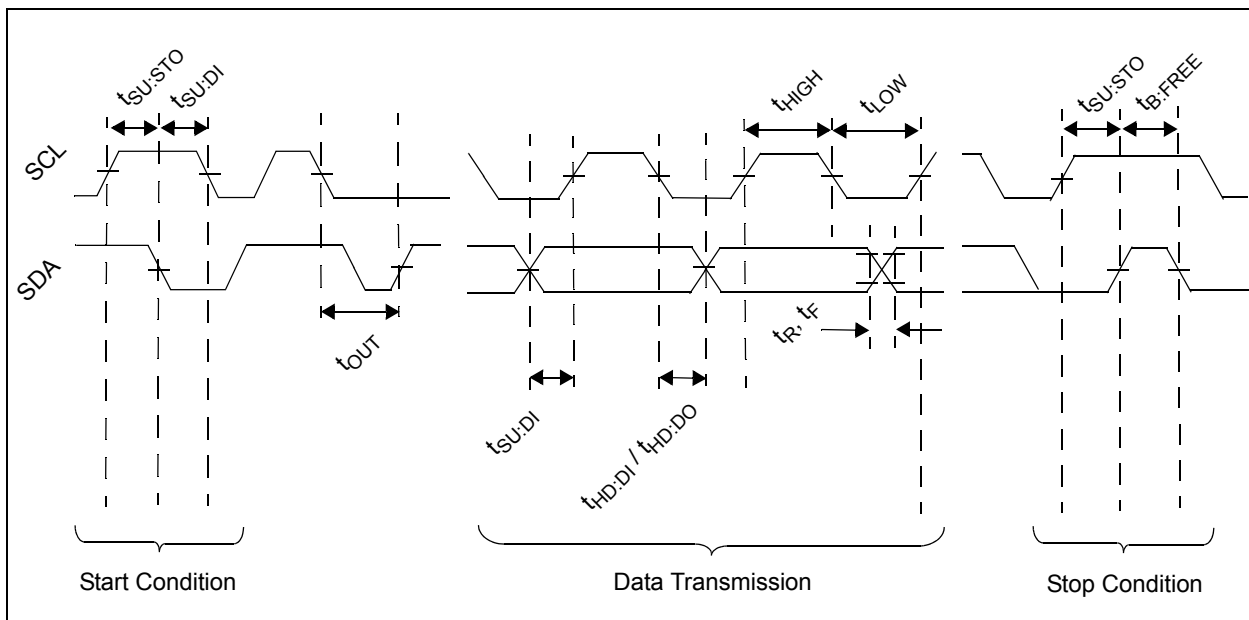 tSU:STO
tSU:DI
tHIGH
tLOW
tSU:STO
tB:FREE
SCL
SDA
tOUT
tR, tF
tSU:DI
tHD:DI / tHD:DO
Start Condition
Data Transmission
Stop Condition